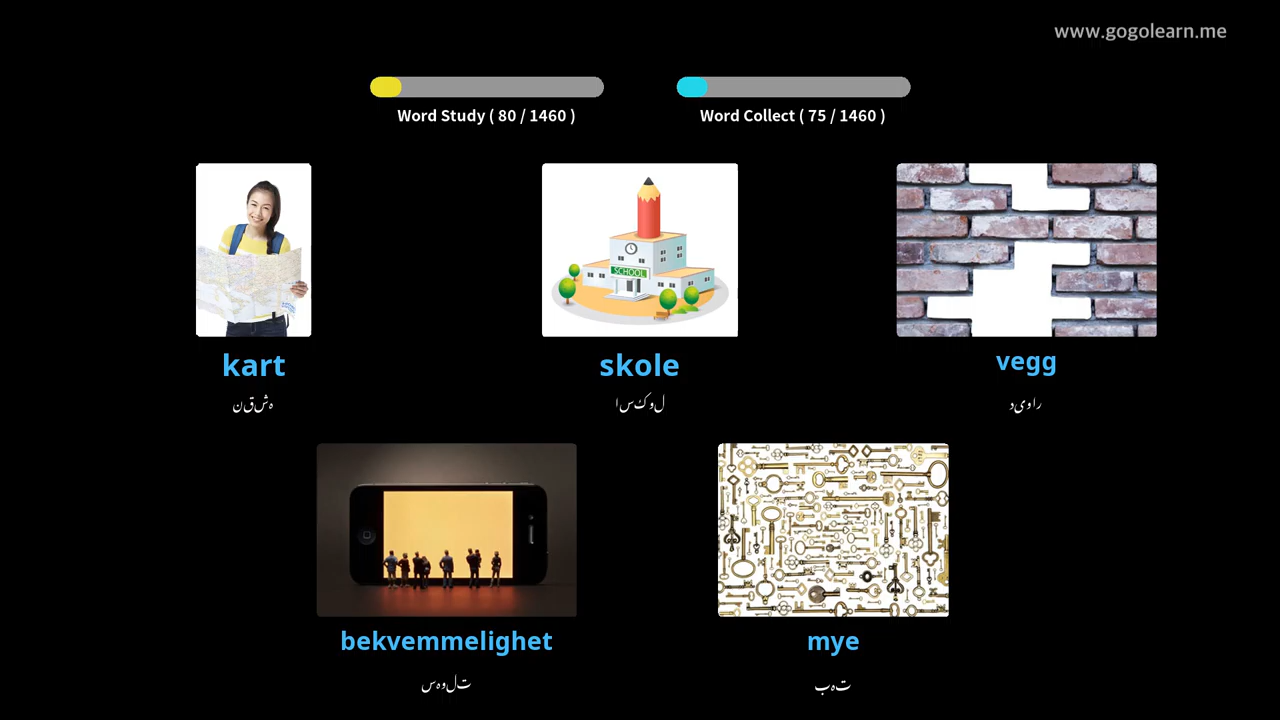 www.gogolearn.me
Word Study ( 80 / 1460 )
Word Collect ( 75 / 1460 )
SCHOOL
kart
skole
vegg
نقشہ
اسکول
دیوار
bekvemmelighet
mye
سہولت
بہت